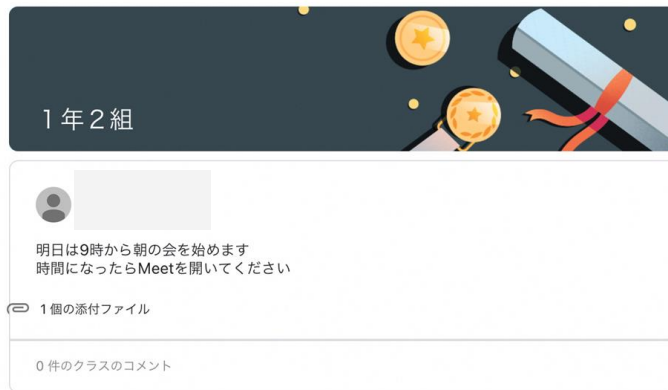 1年2組
明日は9時から朝の会を始めます
時間になったらMeetを開いてください
1個の添付ファイル
0 件のクラスのコメント